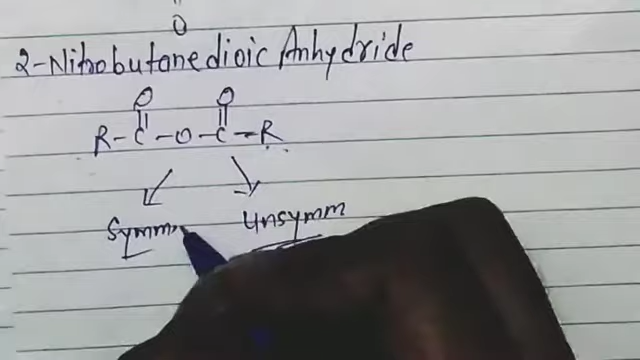 O
2-Nitrobutanedioic Anhydride
O O
R-C-O-C-R
Symm Unsymm